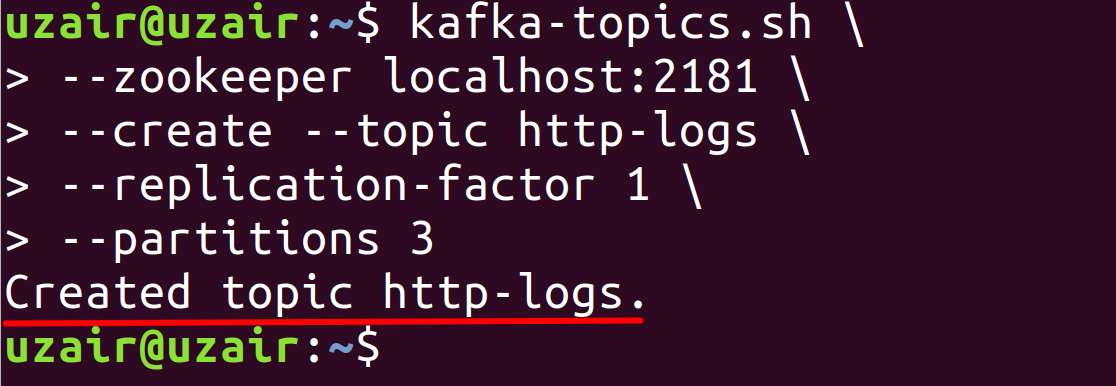 uzair@uzair:~$ kafka-topics.sh \
> --zookeeper localhost:2181 \
> --create --topic http-logs \
> --replication-factor 1 \
> --partitions 3
Created topic http-logs.
uzair@uzair:~$